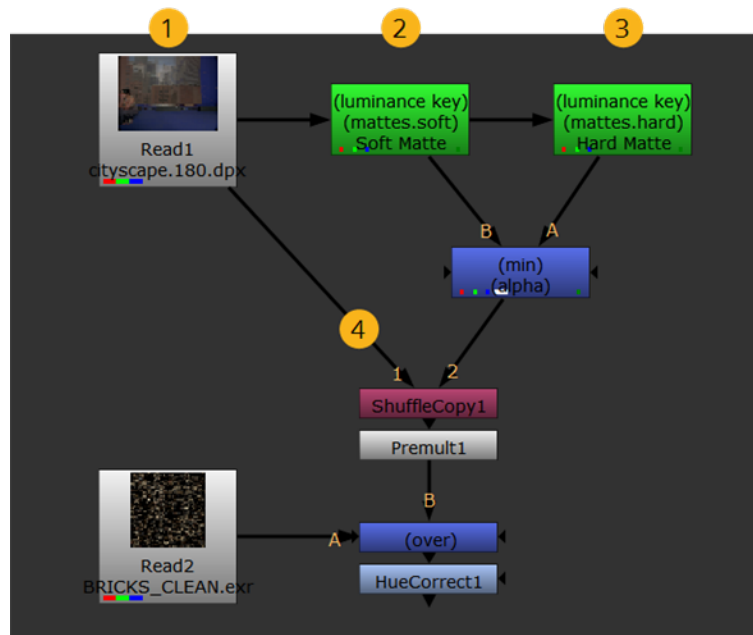 1
2
3
(luminance key)
(mattes.soft)
Soft Matte
(luminance key)
(mattes.hard)
Hard Matte
Read1
cityscape.180.dpx
B
A
(min)
(alpha)
4
1
2
ShuffleCopy1
Premult1
B
A
(over)
Read2
BRICKS_CLEAN.exr
HueCorrect1